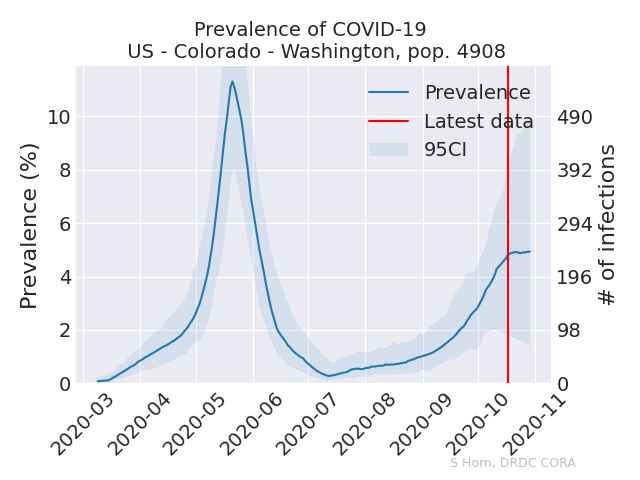 Prevalence of COVID-19
US - Colorado - Washington, pop. 4908
Prevalence
Latest data
95CI
Prevalence (%)
10
8
6
4
2
0
490
392
294
196
98
0
# of infections
2020-03
2020-04
2020-05
2020-06
2020-07
2020-08
2020-09
2020-10
2020-11
S Horn, DRDC CORA